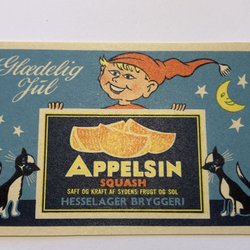 Glædelig
Jul
APPELSIN
SQUASH
SAFT OG KRAFT AF SYDENS FRUGT OG SOL
HESSELAGER BRYGGERI